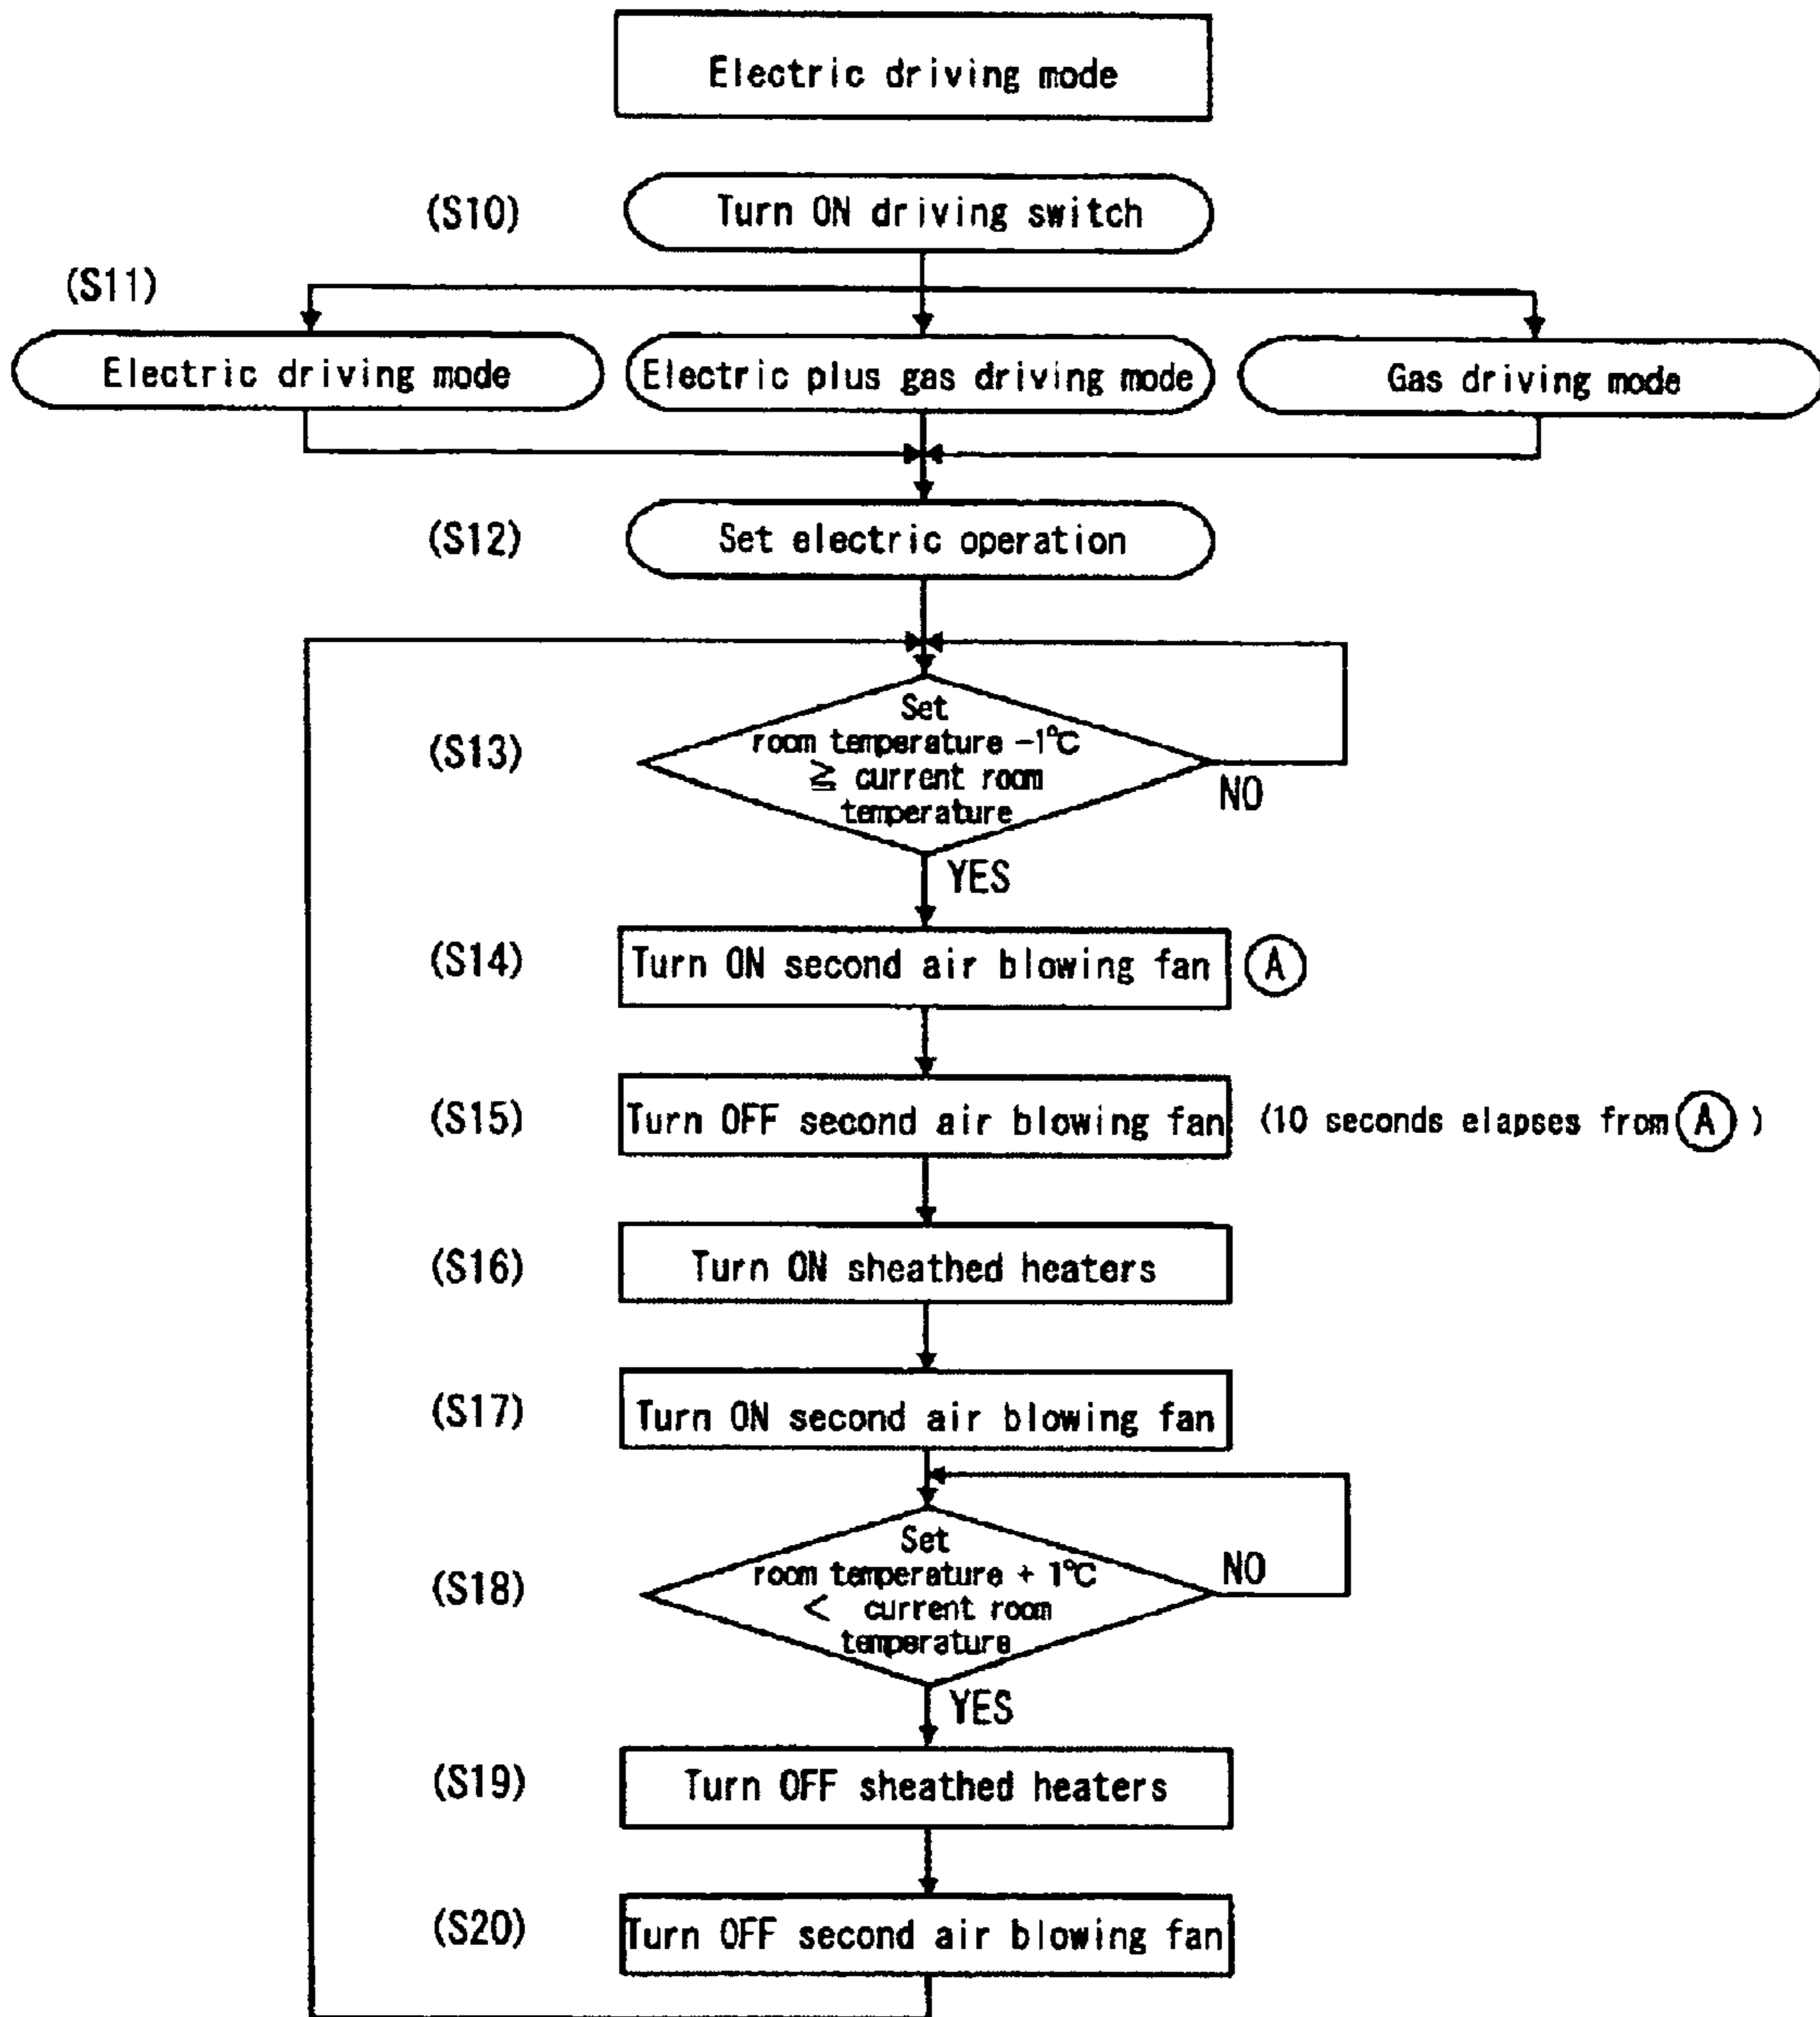 Electric driving mode
(S10) Turn ON driving switch
(S11)
Electric driving mode
Electric plus gas driving mode
Gas driving mode
(S12) Set electric operation
(S13)
Set
room temperature -1℃
≧ current room
temperature
NO
YES
(S14) Turn ON second air blowing fan A
(S15) Turn OFF second air blowing fan (10 seconds elapses from A )
(S16) Turn ON sheathed heaters
(S17) Turn ON second air blowing fan
(S18)
Set
room temperature + 1℃
< current room
temperature
NO
YES
(S19) Turn OFF sheathed heaters
(S20) Turn OFF second air blowing fan